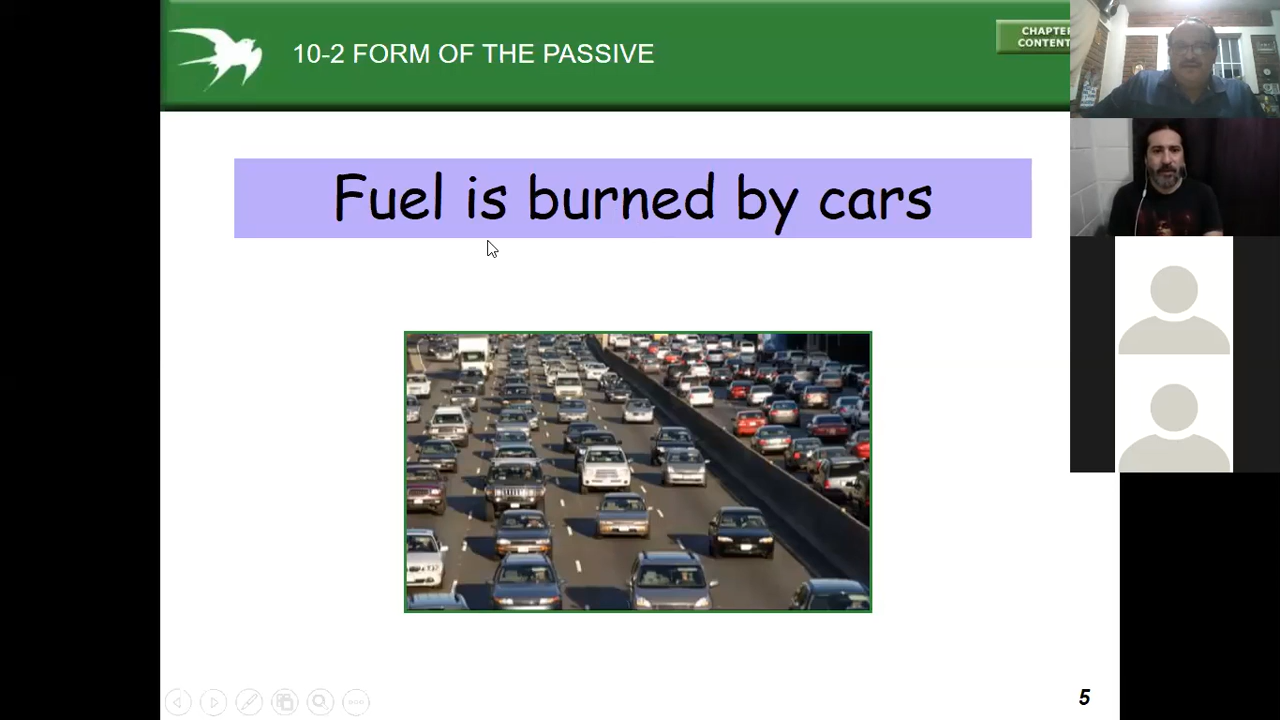 10-2 FORM OF THE PASSIVE
CHAPTER
CONTENT
Fuel is burned by cars
5